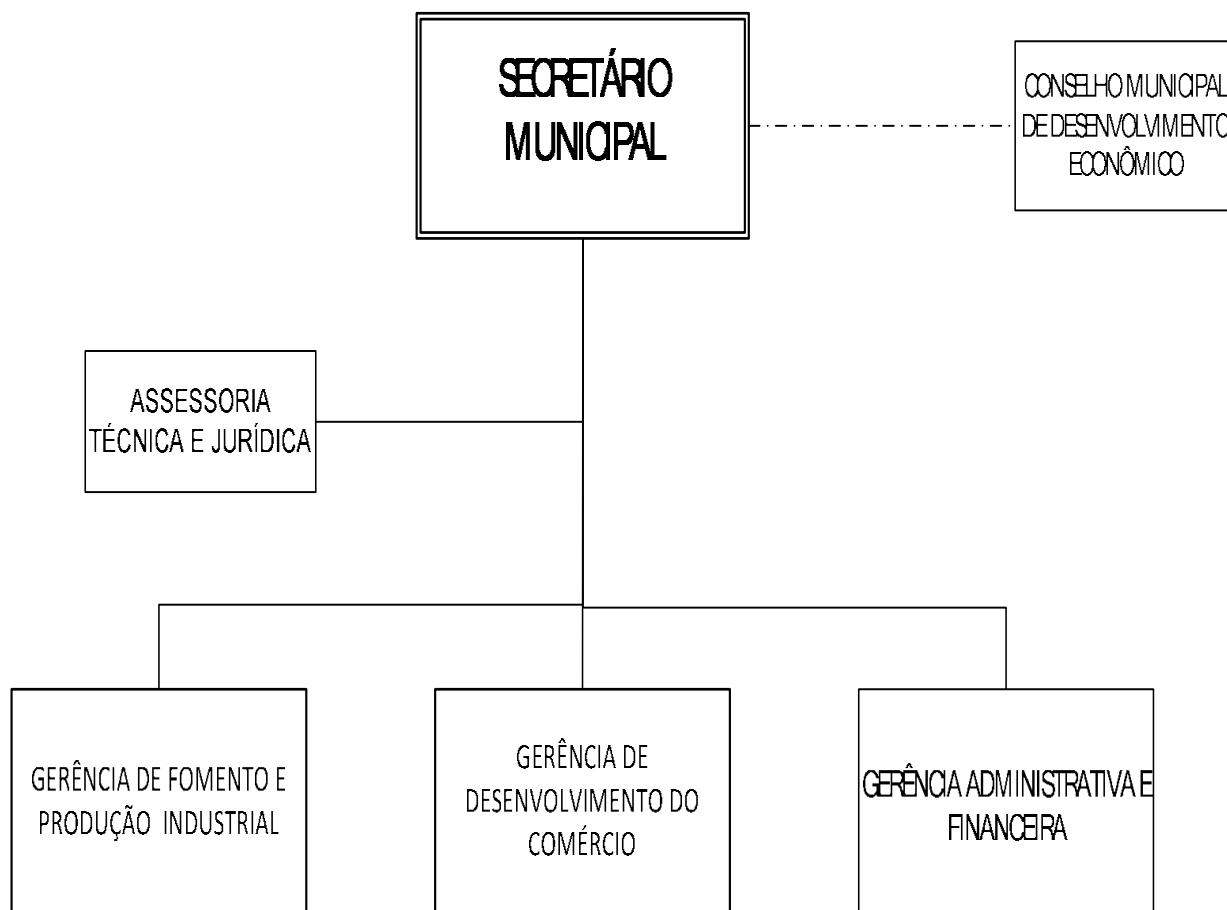 SECRETÁRIO
MUNICIPAL
CONSELHO MUNICIPAL
DE DESENVOLVIMENTO
ECONÔMICO
ASSESSORIA
TÉCNICA E JURÍDICA
GERÊNCIA DE FOMENTO E
PRODUÇÃO INDUSTRIAL
GERÊNCIA DE
DESENVOLVIMENTO DO
COMÉRCIO
GERÊNCIA ADMINISTRATIVA E
FINANCEIRA